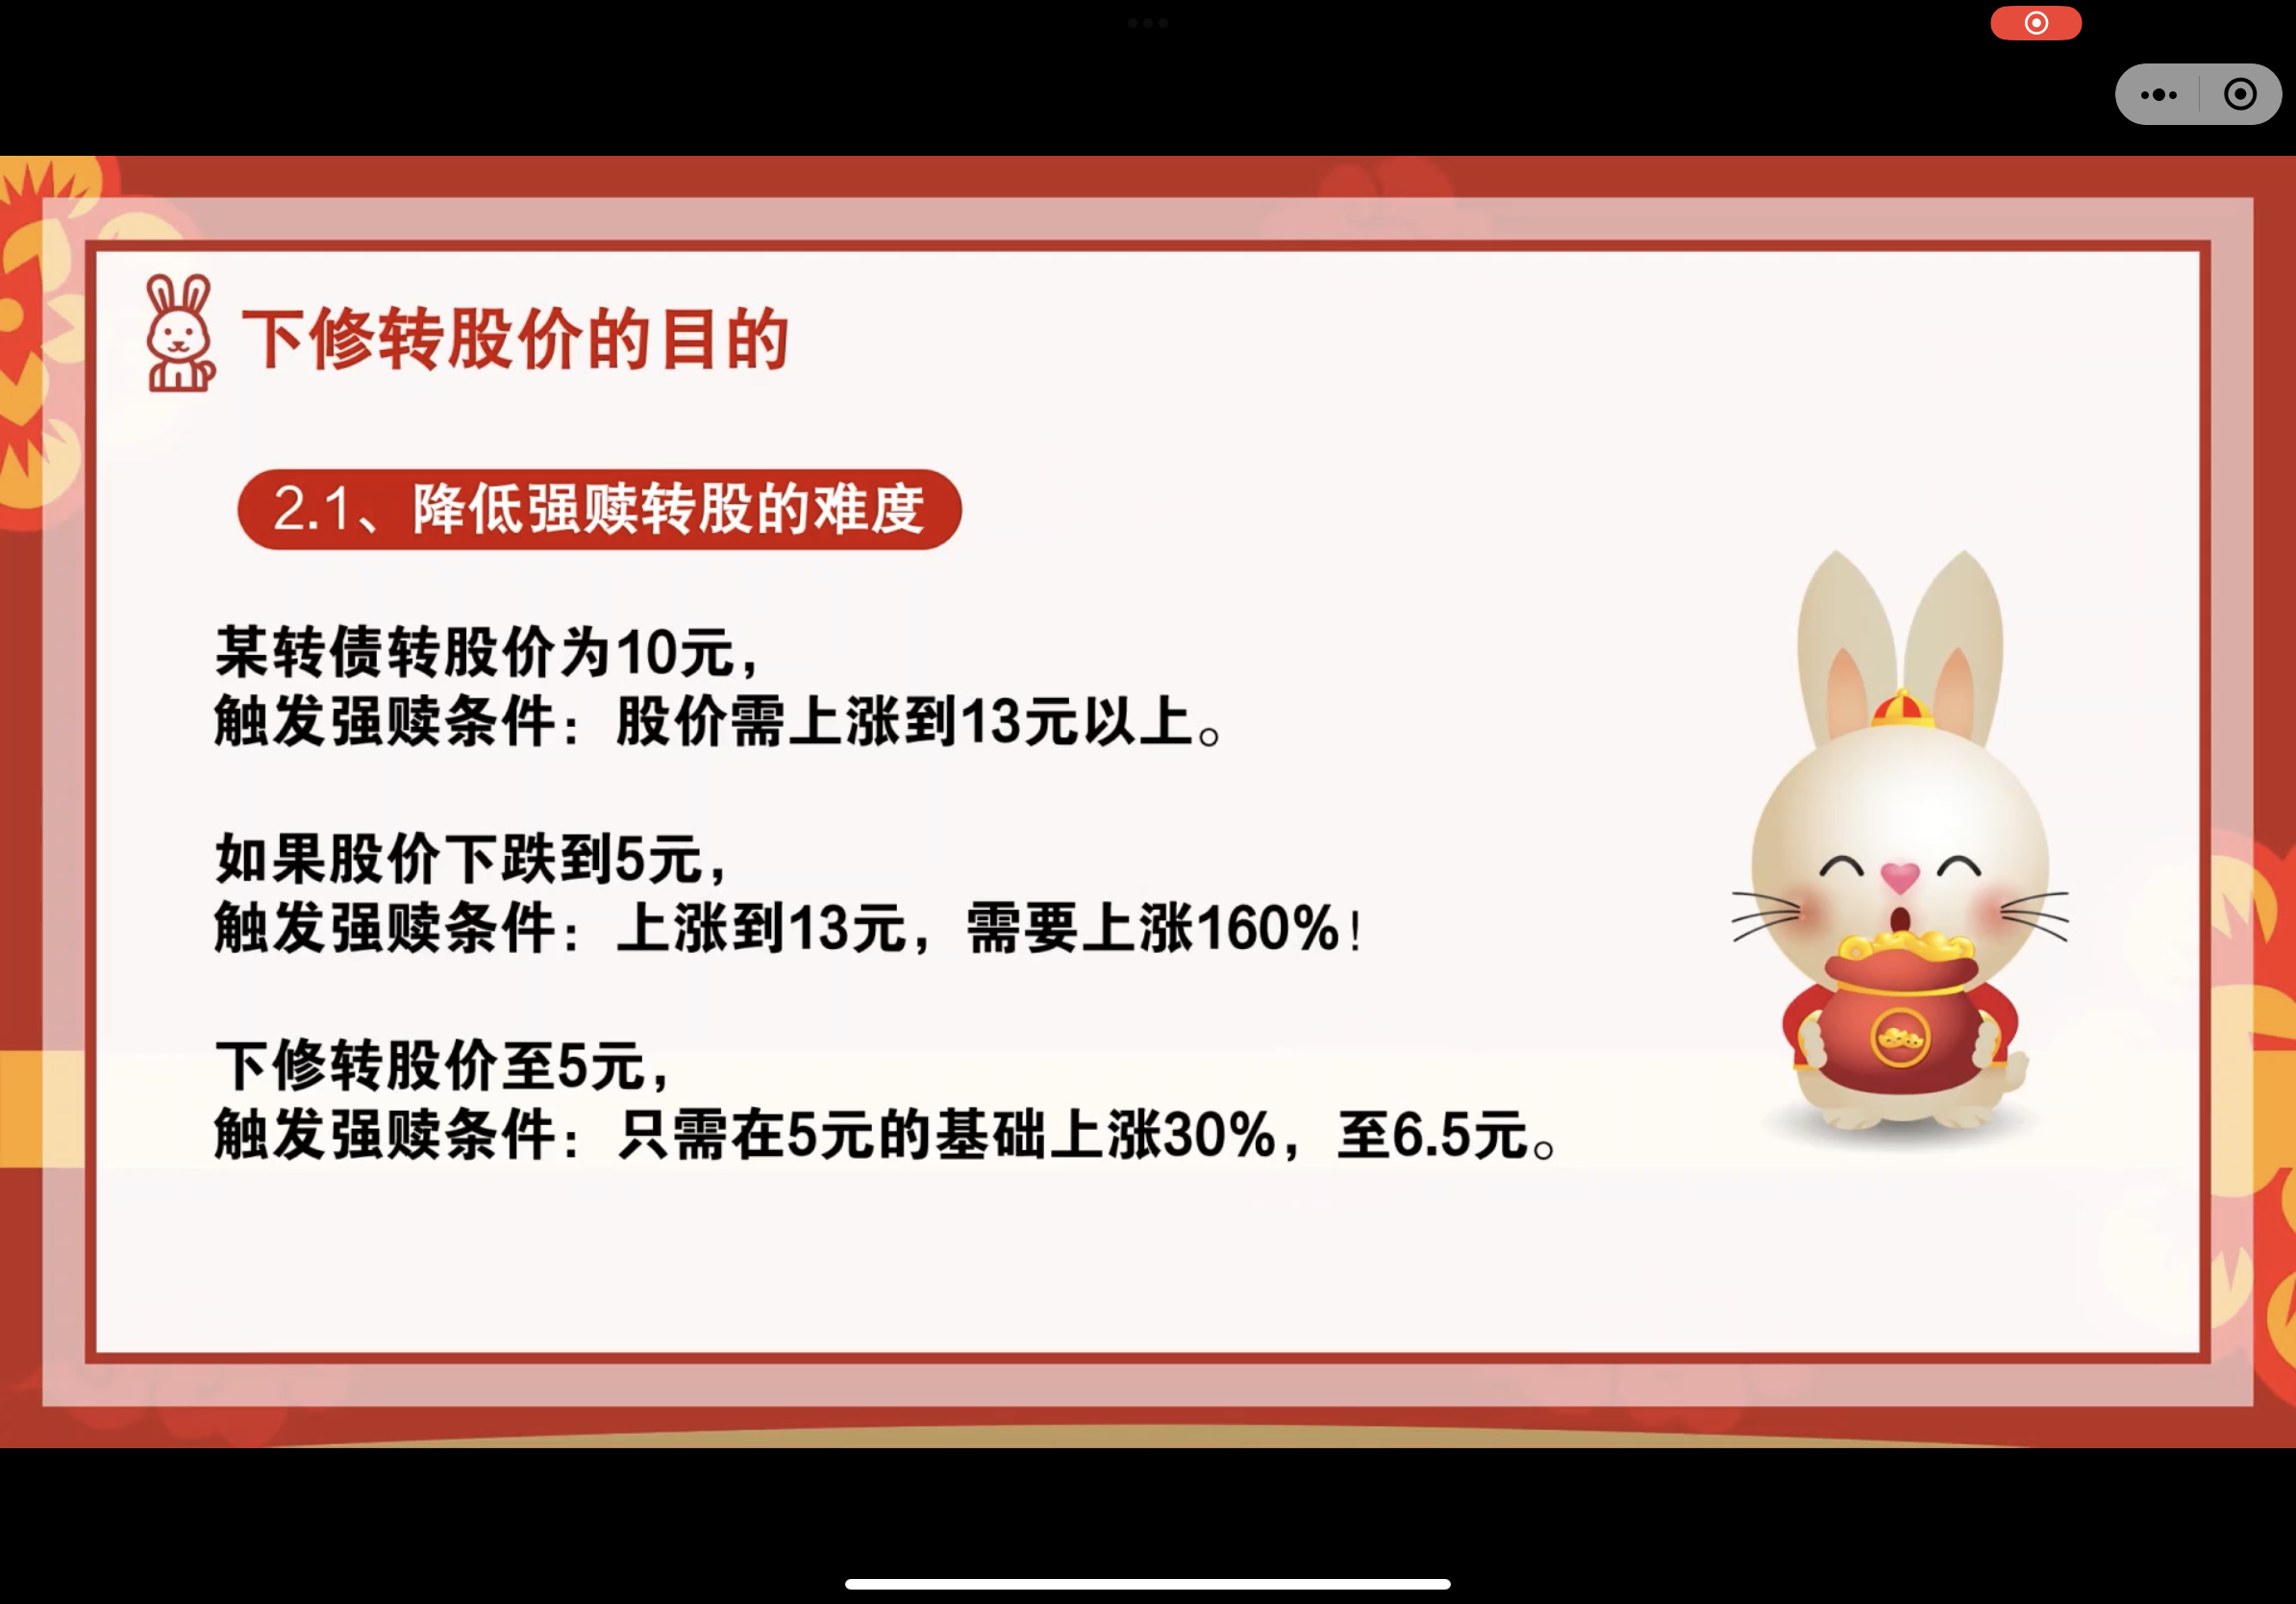 下修转股价的目的
2.1、降低强赎转股的难度
某转债转股价为10元，
触发强赎条件：股价需上涨到13元以上。
如果股价下跌到5元，
触发强赎条件：上涨到13元，需要上涨160%！
下修转股价至5元，
触发强赎条件：只需在5元的基础上涨30%，至6.5元。